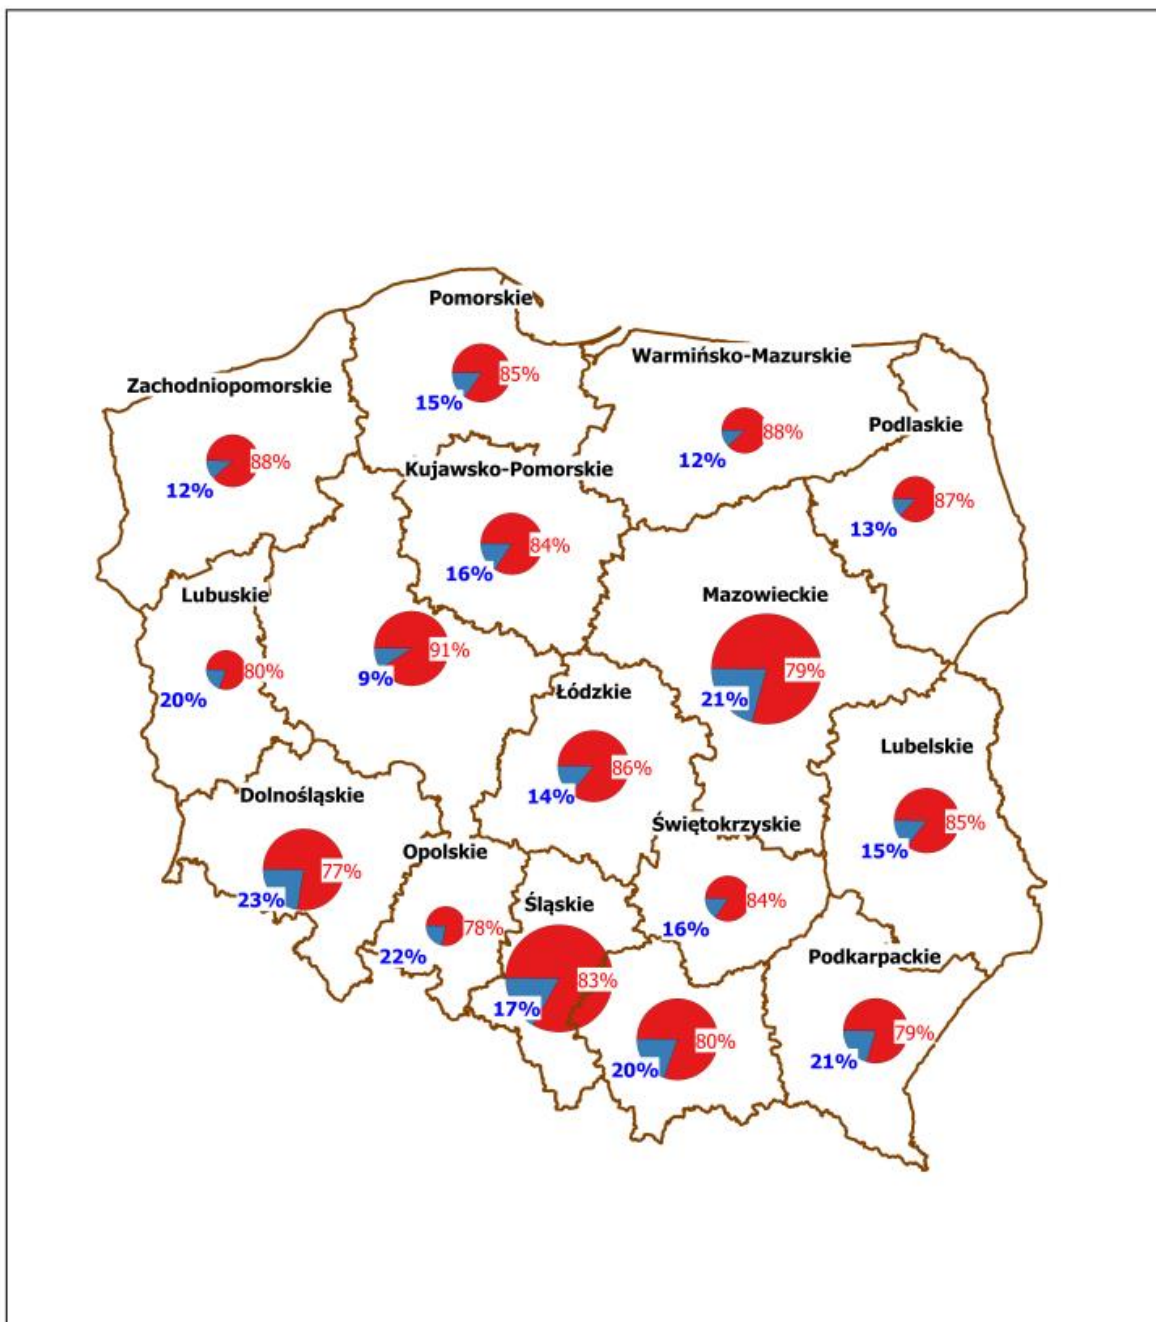 Pomorskie
85%
15%
Warmińsko-Mazurskie
88%
12%
Zachodniopomorskie
88%
12%
Podlaskie
87%
13%
Kujawsko-Pomorskie
84%
16%
Lubuskie
80%
20%
91%
9%
Mazowieckie
79%
21%
Łódzkie
86%
14%
Lubelskie
85%
15%
Dolnośląskie
77%
23%
Opolskie
78%
22%
Śląskie
83%
17%
Świętokrzyskie
84%
16%
80%
20%
Podkarpackie
79%
21%